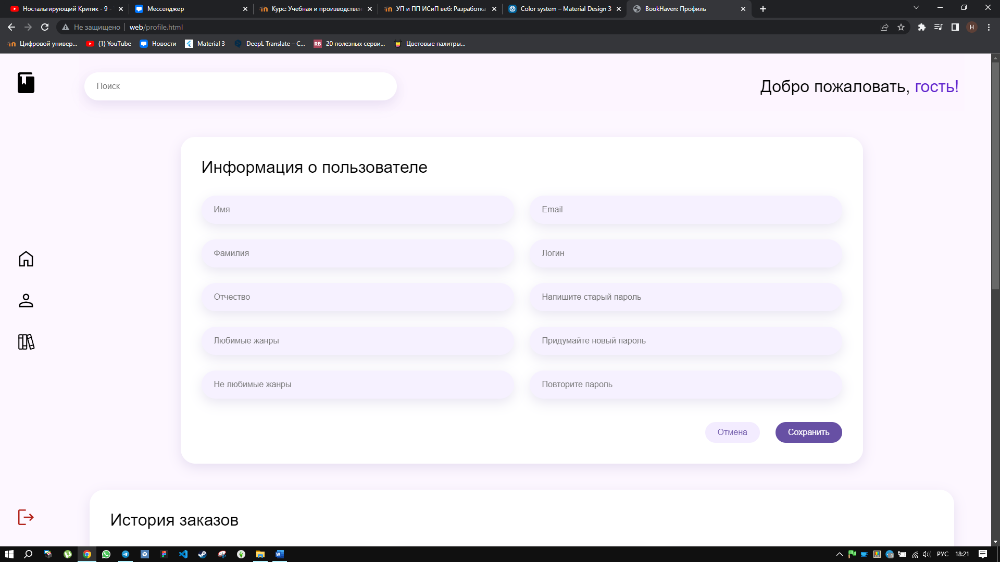 Ностальгирующий Критик - 9 -
Мессенджер
Курс: Учебная и производствен
УП и ПП ИСиП веб: Разработка
Color system – Material Design 3
BookHaven: Профиль
Не защищено
web/profile.html
Н
Цифровой универ...
(1) YouTube
Новости
Material 3
DeepL Translate – C...
RB
20 полезных серви...
Цветовые палитры...
Поиск
Добро пожаловать, гость!
Информация о пользователе
Имя
Email
Фамилия
Логин
Отчество
Напишите старый пароль
Любимые жанры
Придумайте новый пароль
Не любимые жанры
Повторите пароль
Отмена
Сохранить
История заказов
РУС
18:21